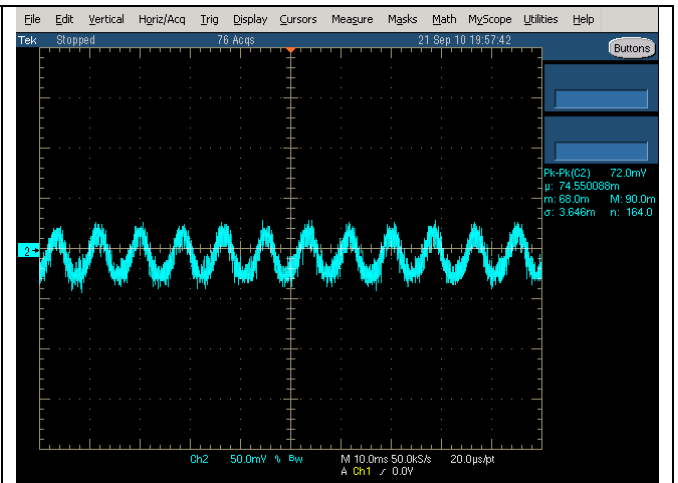 File Edit Vertical Horiz/Acq Trig Display Cursors Measure Masks Math MyScope Utilities Help
Tek Stopped 76 Acqs 21 Sep 10 19:57:42
Buttons
Pk-Pk(C2) 72.0mV
µ: 74.550088m
m: 68.0m M: 90.0m
σ: 3.646m n: 164.0
2
Ch2 50.0mV Bw M 10.0ms 50.0kS/s 20.0µs/pt
A Ch1 0.0V